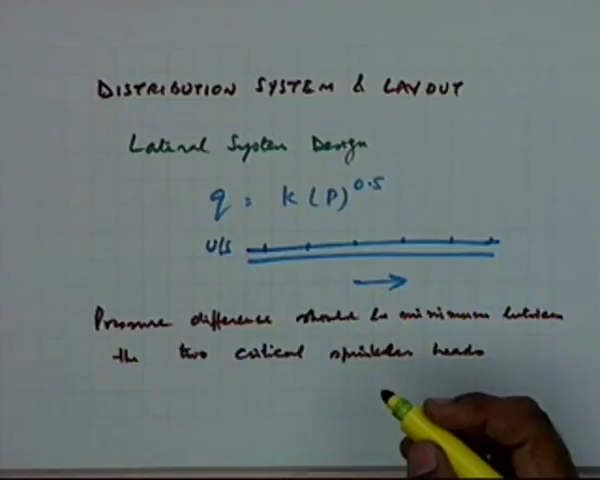 DISTRIBUTION SYSTEM & LAYOUT
Lateral System Design
q = K (P)^0.5
U/S
Pressure difference should be minimum between
the two critical sprinkler heads